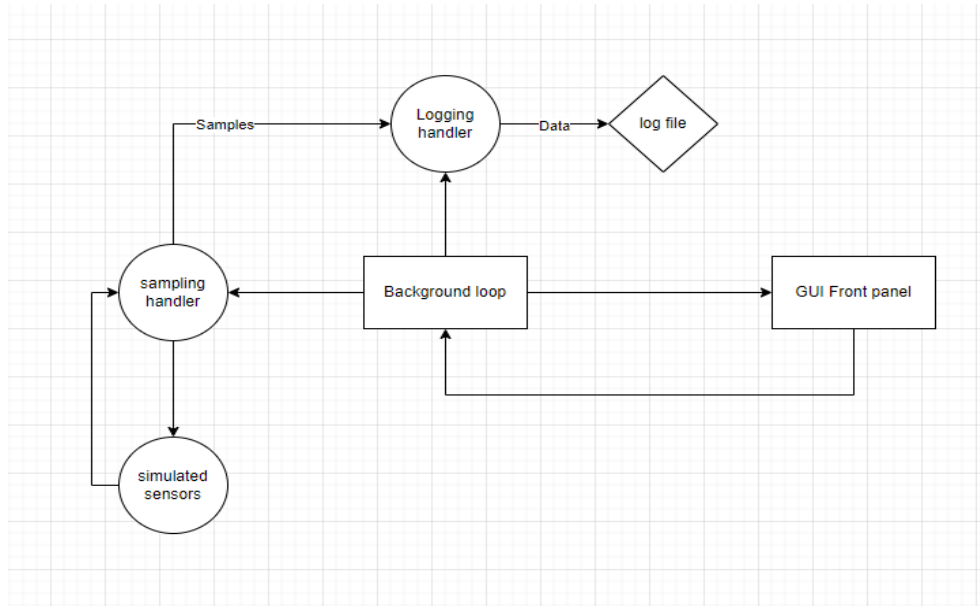 Logging
handler
Samples
Data
log file
sampling
handler
Background loop
GUI Front panel
simulated
sensors